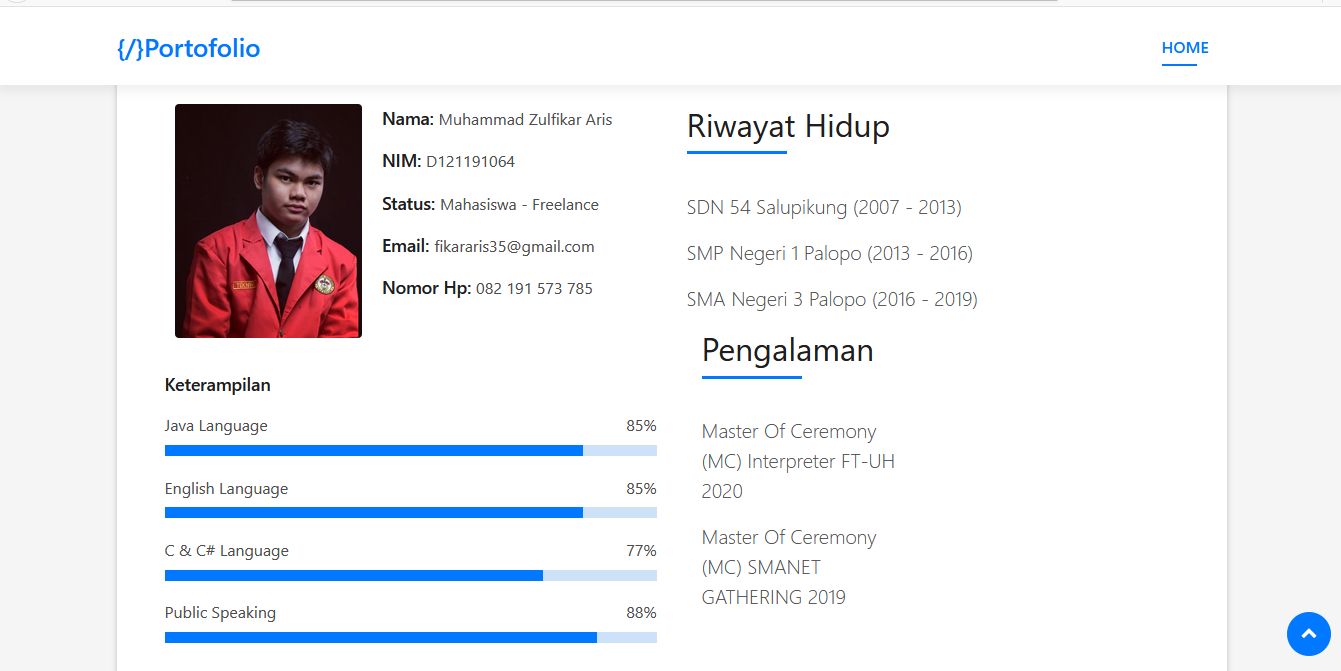 {/}Portofolio
HOME
Nama: Muhammad Zulfikar Aris
NIM: D121191064
Status: Mahasiswa - Freelance
Email: fikararis35@gmail.com
Nomor Hp: 082 191 573 785
Keterampilan
Java Language 85%
English Language 85%
C & C# Language 77%
Public Speaking 88%
Riwayat Hidup
SDN 54 Salupikung (2007 - 2013)
SMP Negeri 1 Palopo (2013 - 2016)
SMA Negeri 3 Palopo (2016 - 2019)
Pengalaman
Master Of Ceremony
(MC) Interpreter FT-UH
2020
Master Of Ceremony
(MC) SMANET
GATHERING 2019